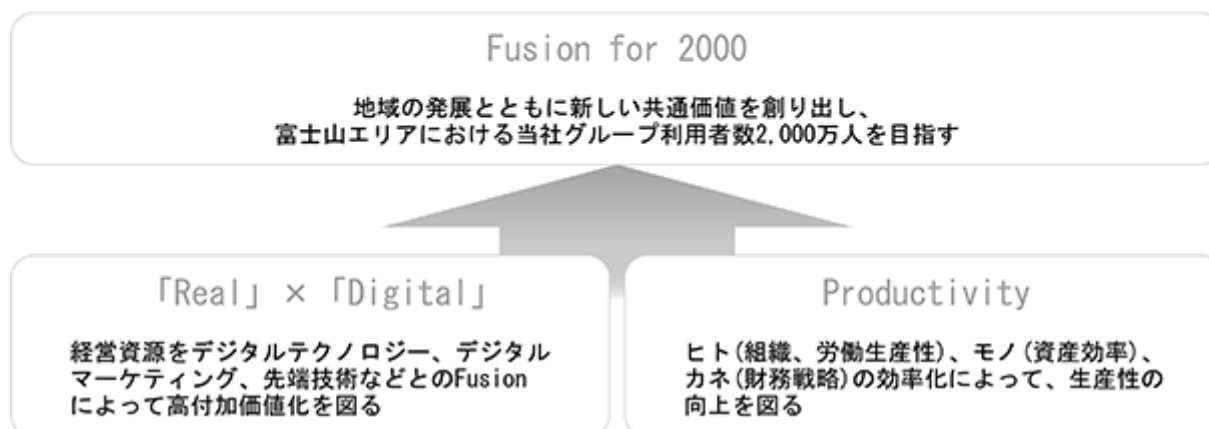 Fusion for 2000
地域の発展とともに新しい共通価値を創り出し、
富士山エリアにおける当社グループ利用者数2,000万人を目指す
「Real」×「Digital」
経営資源をデジタルテクノロジー、デジタル
マーケティング、先端技術などとのFusion
によって高付加価値化を図る
Productivity
ヒト(組織、労働生産性)、モノ(資産効率)、
カネ(財務戦略)の効率化によって、生産性の
向上を図る